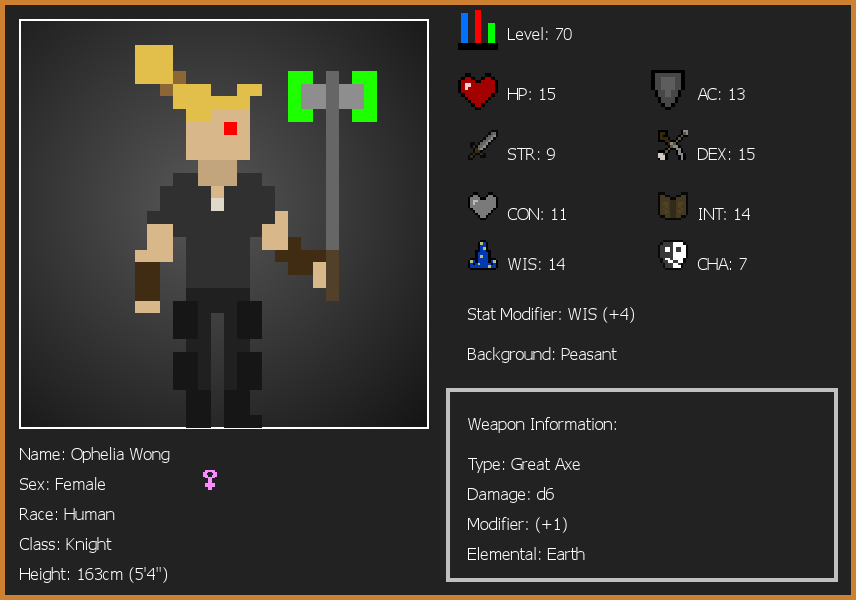 Level: 70
HP: 15
AC: 13
STR: 9
DEX: 15
CON: 11
INT: 14
WIS: 14
CHA: 7
Stat Modifier: WIS (+4)
Background: Peasant
Weapon Information:
Type: Great Axe
Damage: d6
Modifier: (+1)
Elemental: Earth
Name: Ophelia Wong
Sex: Female
Race: Human
Class: Knight
Height: 163cm (5'4")